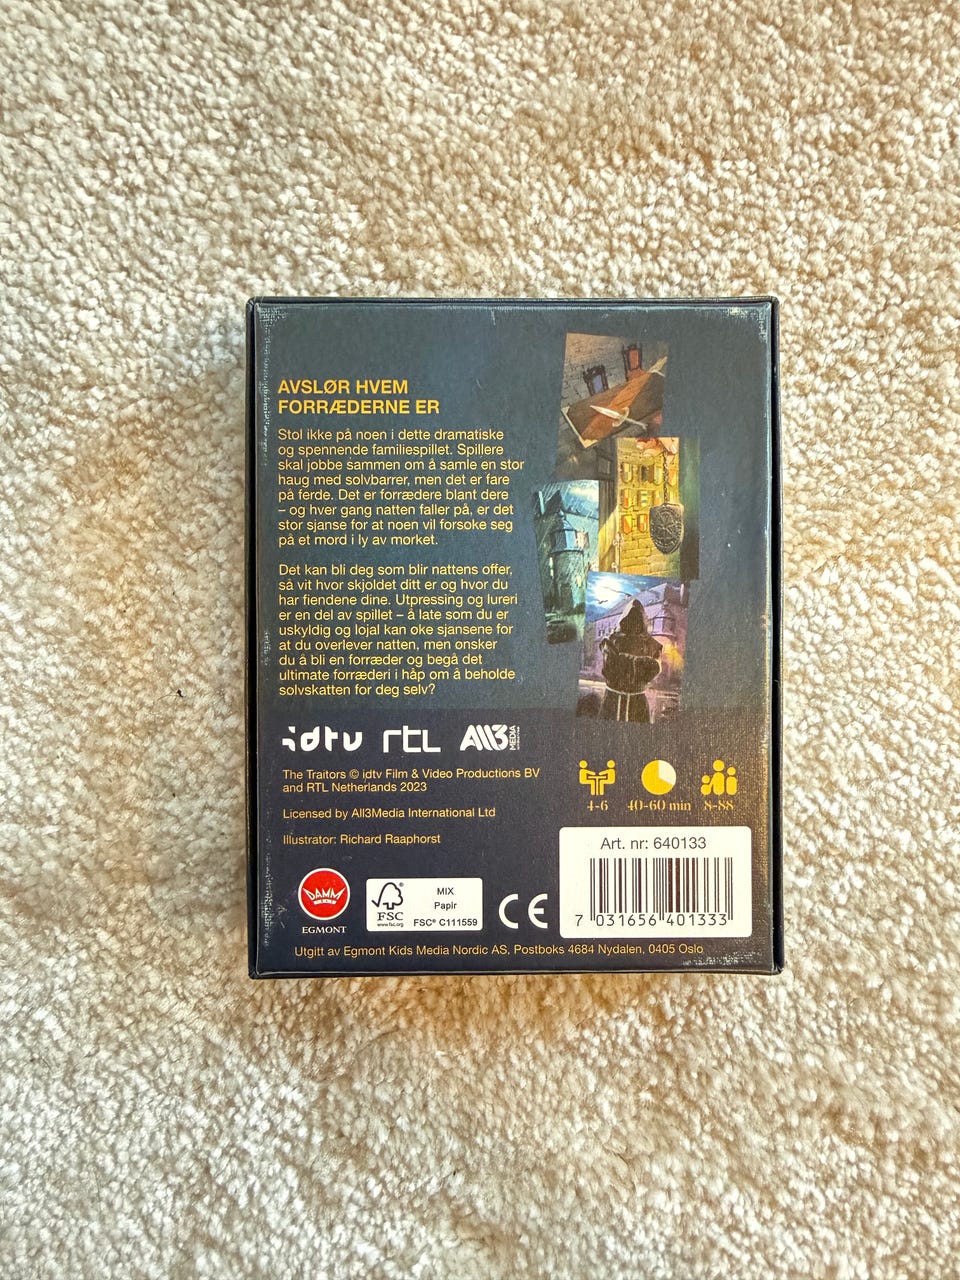 AVSLØR HVEM
FORRÆDERNE ER
Stol ikke på noen i dette dramatiske
og spennende familiespillet. Spillere
skal jobbe sammen om å samle en stor
haug med sølvbarrer, men det er fare
på ferde. Det er forrædere blant dere
– og hver gang natten faller på, er det
stor sjanse for at noen vil forsøke seg
på et mord i ly av mørket.
Det kan bli deg som blir nattens offer,
så vit hvor skjoldet ditt er og hvor du
har fiendene dine. Utpressing og lureri
er en del av spillet – å late som du er
uskyldig og lojal kan øke sjansene for
at du overlever natten, men ønsker
du å bli en forræder og begå det
ultimate forræderi i håp om å beholde
sølvskatten for deg selv?
idtv rtl All3 MEDIA
The Traitors © idtv Film & Video Productions BV
and RTL Netherlands 2023
Licensed by All3Media International Ltd
Illustrator: Richard Raaphorst
4-6 40-60 min 8-88
Art. nr: 640133
7 031656 401333
DAMM
EGMONT
FSC
www.fsc.org
MIX
Papir
FSC® C111559
CE
Utgitt av Egmont Kids Media Nordic AS, Postboks 4684 Nydalen, 0405 Oslo